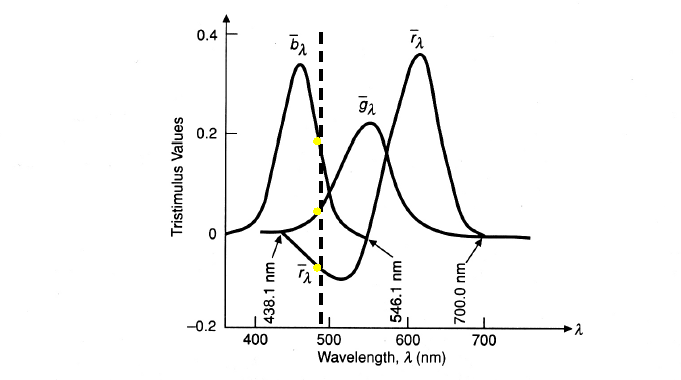 0.4
b̄λ
r̄λ
ḡλ
0.2
Tristimulus Values
0
r̄λ
438.1 nm
546.1 nm
700.0 nm
−0.2
400
500
600
700
λ
Wavelength, λ (nm)